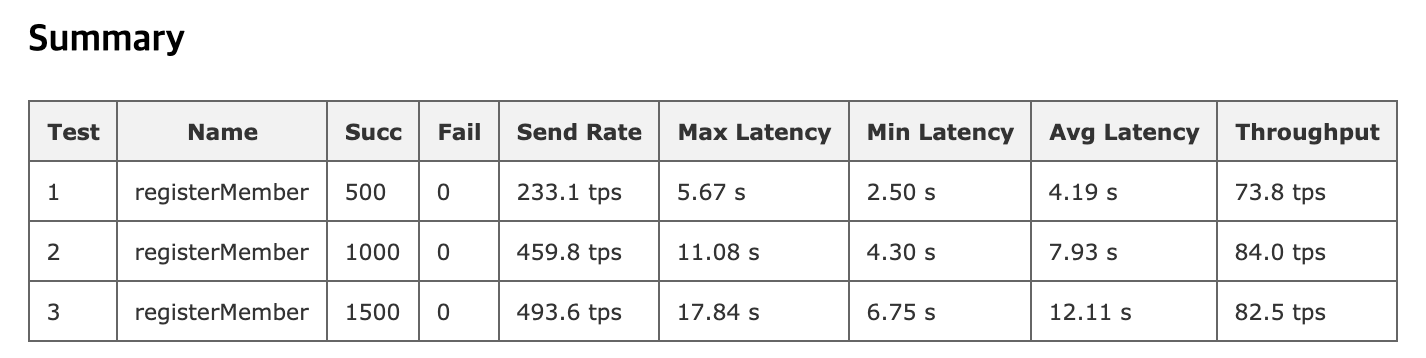 Summary
Test Name Succ Fail Send Rate Max Latency Min Latency Avg Latency Throughput
1 registerMember 500 0 233.1 tps 5.67 s 2.50 s 4.19 s 73.8 tps
2 registerMember 1000 0 459.8 tps 11.08 s 4.30 s 7.93 s 84.0 tps
3 registerMember 1500 0 493.6 tps 17.84 s 6.75 s 12.11 s 82.5 tps